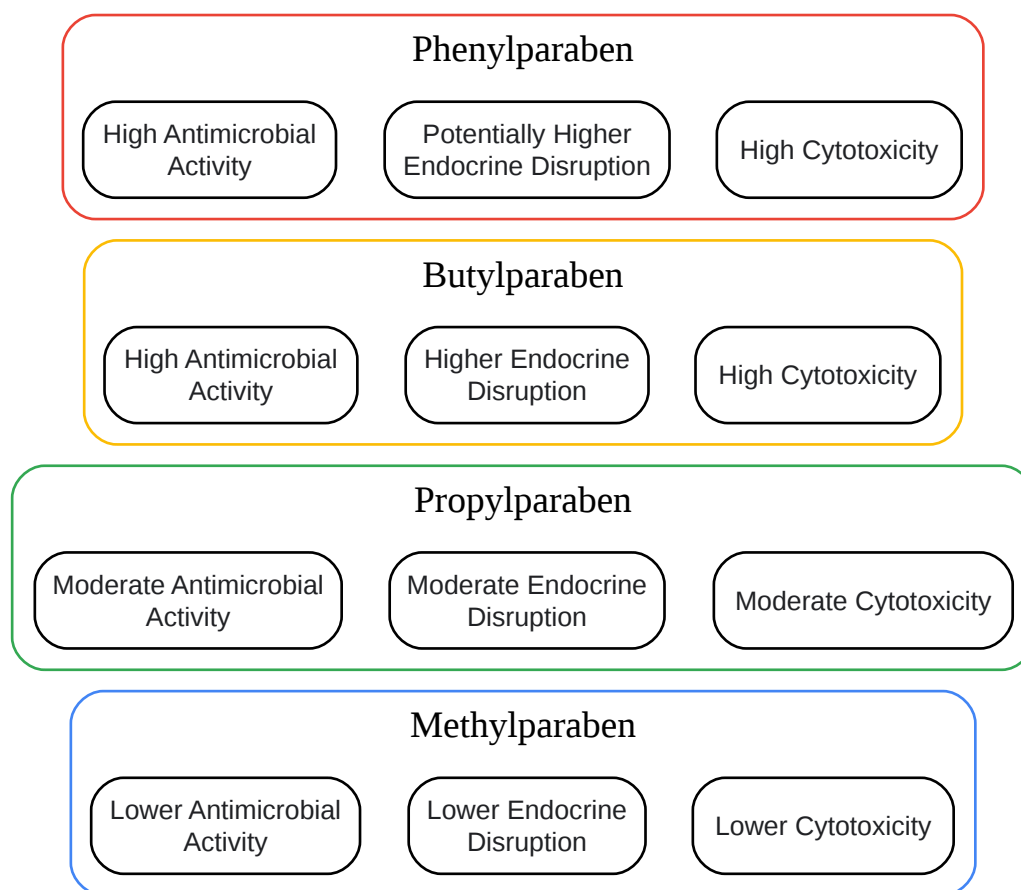 Phenylparaben
High Antimicrobial
Activity
Potentially Higher
Endocrine Disruption
High Cytotoxicity
Butylparaben
High Antimicrobial
Activity
Higher Endocrine
Disruption
High Cytotoxicity
Propylparaben
Moderate Antimicrobial
Activity
Moderate Endocrine
Disruption
Moderate Cytotoxicity
Methylparaben
Lower Antimicrobial
Activity
Lower Endocrine
Disruption
Lower Cytotoxicity